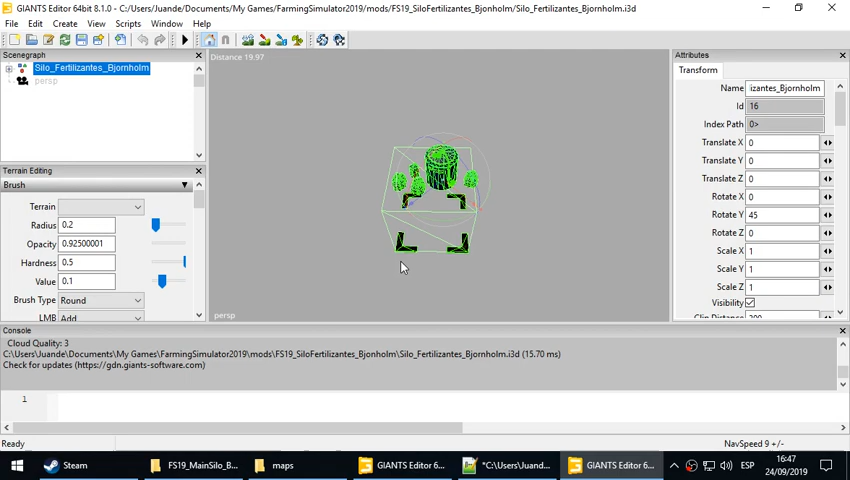 GIANTS Editor 64bit 8.1.0 - C:/Users/Juande/Documents/My Games/FarmingSimulator2019/mods/FS19_SiloFertilizantes_Bjonholm/Silo_Fertilizantes_Bjornholm.i3d
File Edit Create View Scripts Window Help
Scenegraph
Silo_Fertilizantes_Bjornholm
persp
Terrain Editing
Brush
Terrain
Radius 0.2
Opacity 0.92500001
Hardness 0.5
Value 0.1
Brush Type Round
LMB Add
Distance 19.97
persp
Attributes
Transform
Name izantes_Bjornholm
Id 16
Index Path 0>
Translate X 0
Translate Y 0
Translate Z 0
Rotate X 0
Rotate Y 45
Rotate Z 0
Scale X 1
Scale Y 1
Scale Z 1
Visibility
Clip Distance 300
Console
Cloud Quality: 3
C:\Users\Juande\Documents\My Games\FarmingSimulator2019\mods\FS19_SiloFertilizantes_Bjonholm\Silo_Fertilizantes_Bjornholm.i3d (15.70 ms)
Check for updates (https://gdn.giants-software.com)
1
Ready
NavSpeed 9 +/-
Steam
FS19_MainSilo_B...
maps
GIANTS Editor 6...
*C:\Users\Juand...
GIANTS Editor 6...
ESP
16:47
24/09/2019